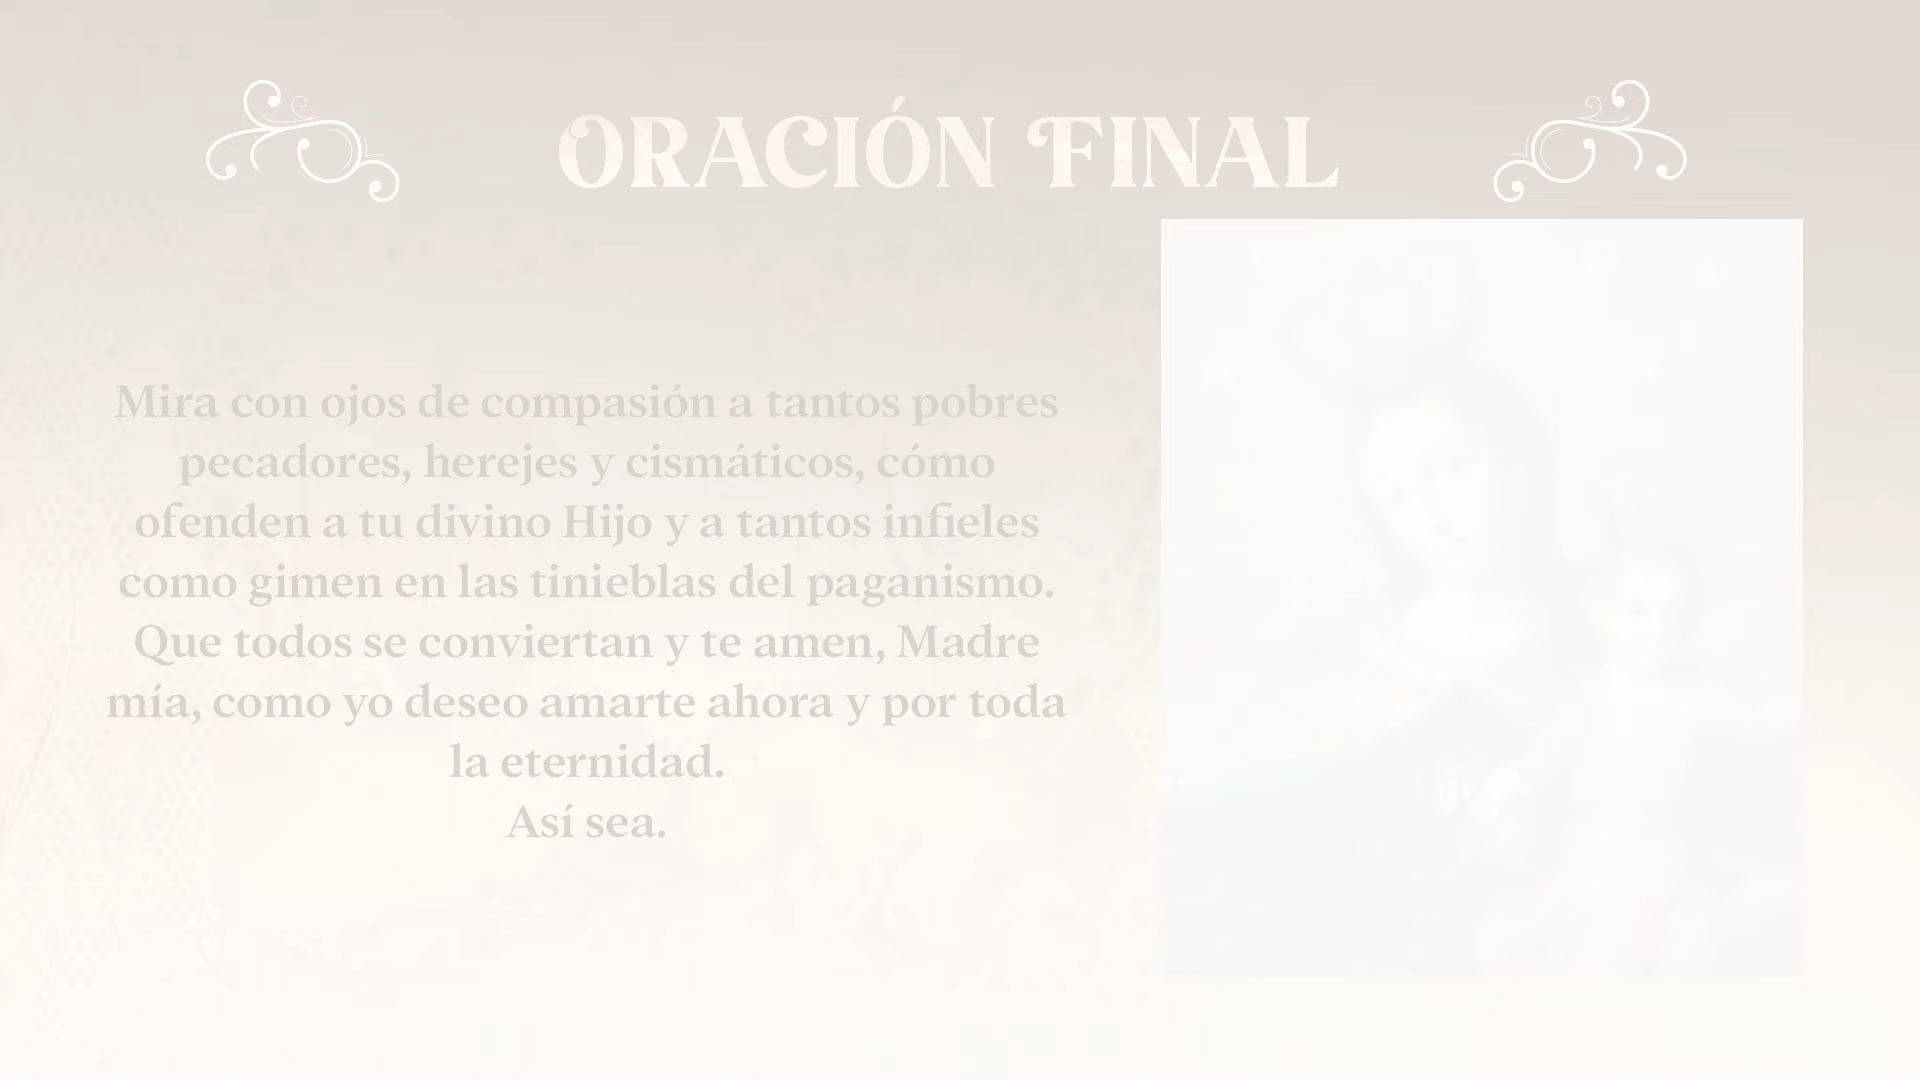 ORACIÓN FINAL
Mira con ojos de compasión a tantos pobres
pecadores, herejes y cismáticos, cómo
ofenden a tu divino Hijo y a tantos infieles
como gimen en las tinieblas del paganismo.
Que todos se conviertan y te amen, Madre
mía, como yo deseo amarte ahora y por toda
la eternidad.
Así sea.